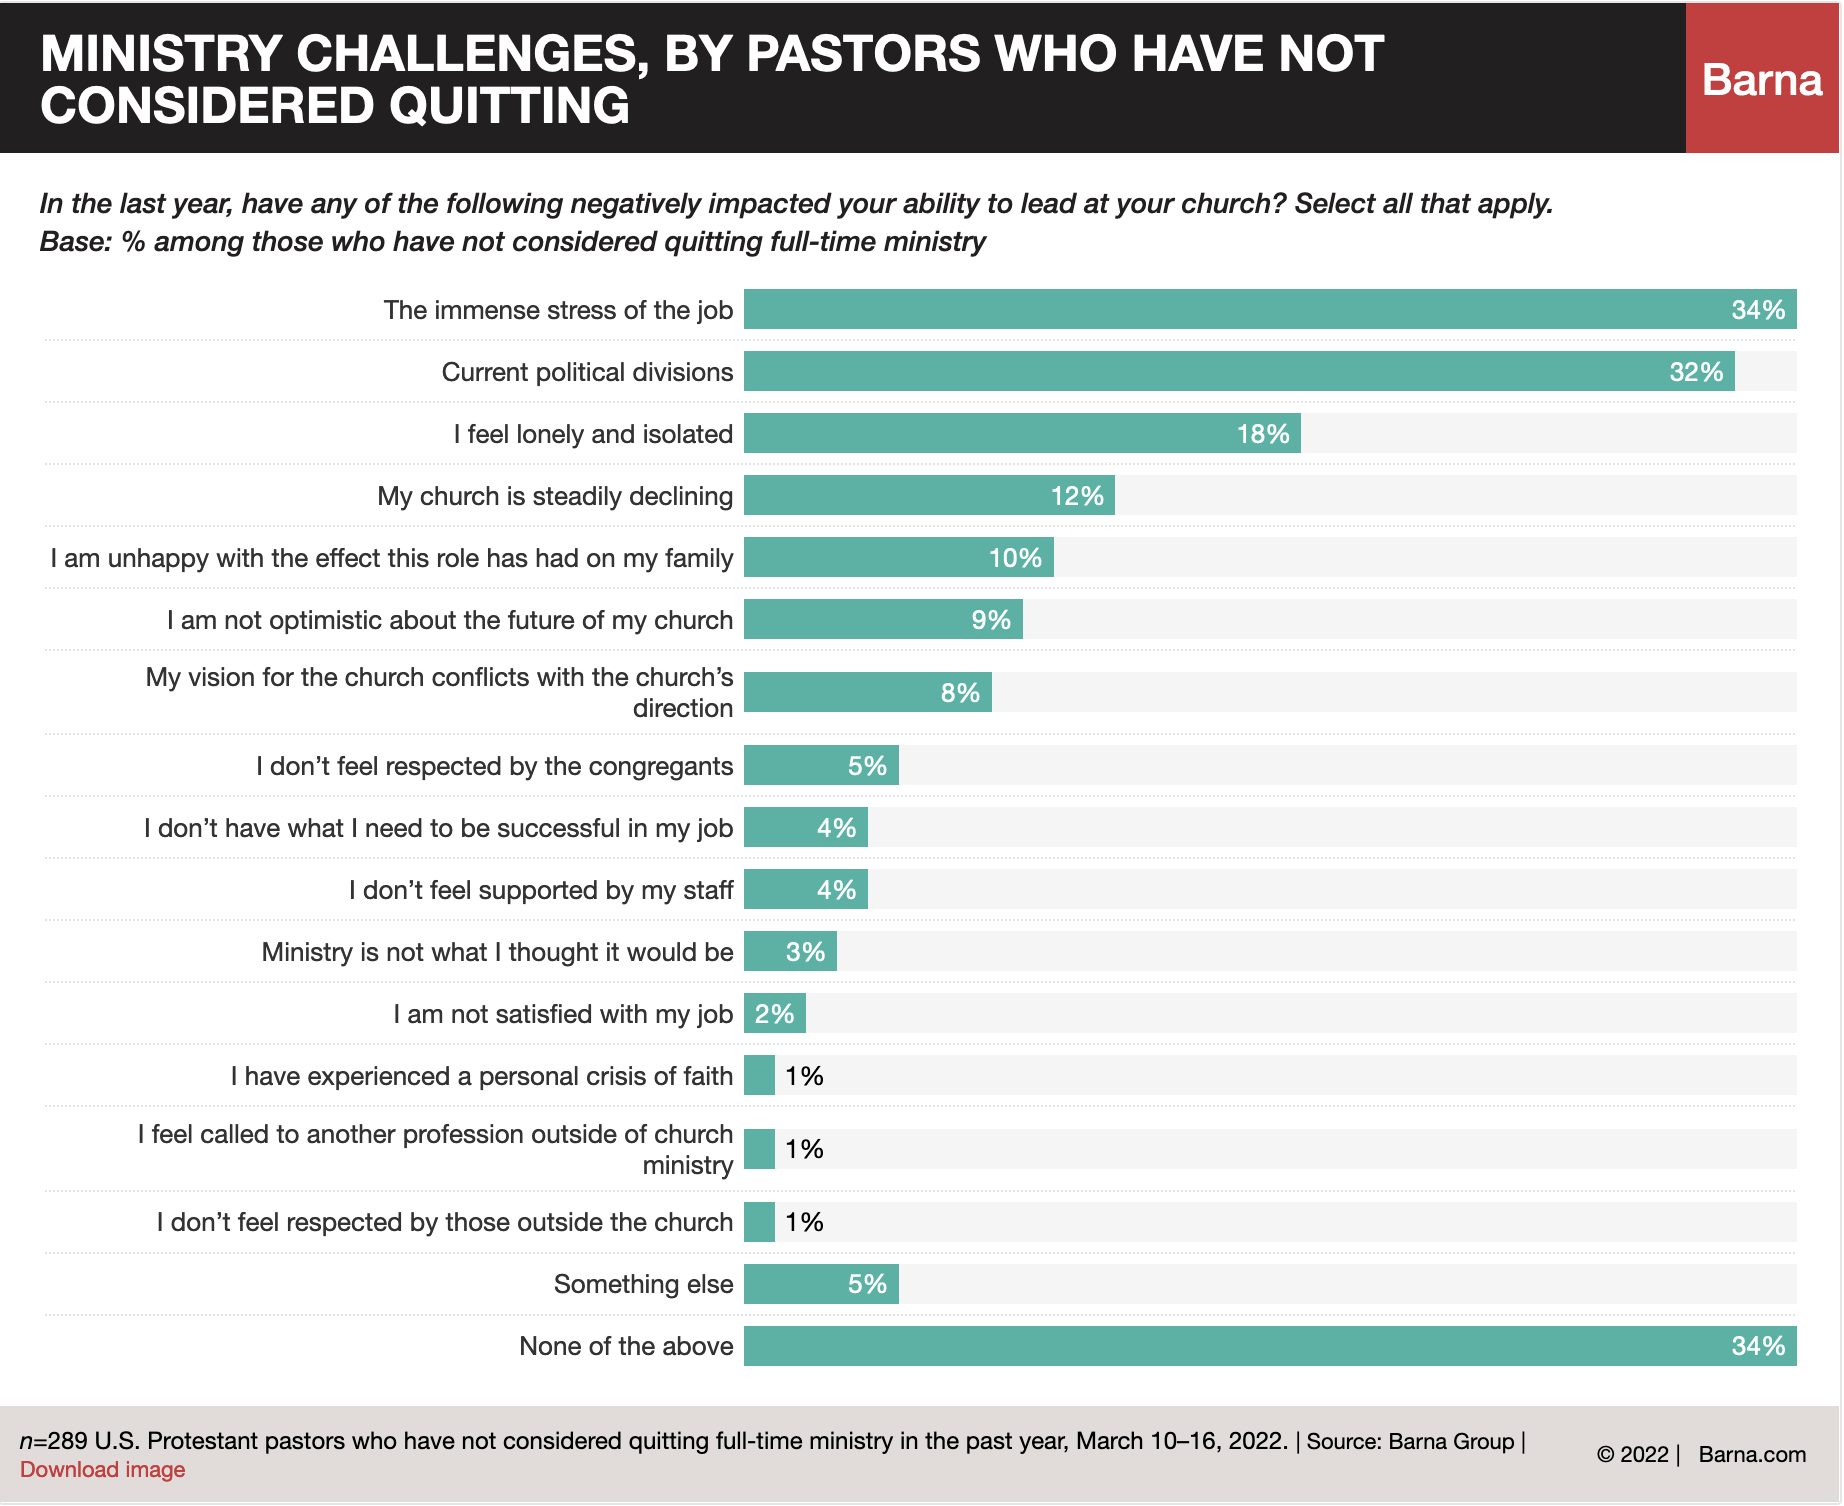 MINISTRY CHALLENGES, BY PASTORS WHO HAVE NOT
CONSIDERED QUITTING
Barna
In the last year, have any of the following negatively impacted your ability to lead at your church? Select all that apply.
Base: % among those who have not considered quitting full-time ministry
The immense stress of the job 34%
Current political divisions 32%
I feel lonely and isolated 18%
My church is steadily declining 12%
I am unhappy with the effect this role has had on my family 10%
I am not optimistic about the future of my church 9%
My vision for the church conflicts with the church’s
direction 8%
I don’t feel respected by the congregants 5%
I don’t have what I need to be successful in my job 4%
I don’t feel supported by my staff 4%
Ministry is not what I thought it would be 3%
I am not satisfied with my job 2%
I have experienced a personal crisis of faith 1%
I feel called to another profession outside of church
ministry 1%
I don’t feel respected by those outside the church 1%
Something else 5%
None of the above 34%
n=289 U.S. Protestant pastors who have not considered quitting full-time ministry in the past year, March 10–16, 2022. | Source: Barna Group |
Download image
© 2022 | Barna.com